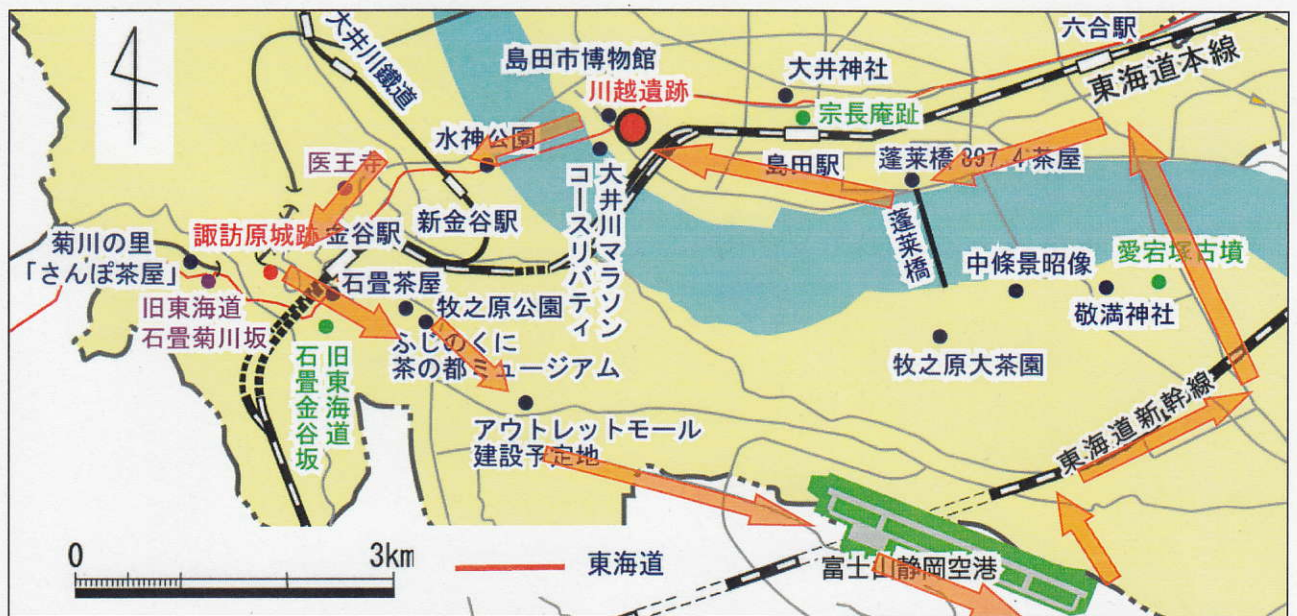 六合駅
東海道本線
大井川鐵道
島田市博物館
川越遺跡
大井神社
宗長庵趾
水神公園
島田駅
蓬莱橋 897.4 茶屋
医王寺
大井川マラソン
コースリバティ
蓬莱橋
新金谷駅
諏訪原城跡
金谷駅
菊川の里
「さんぽ茶屋」
石畳茶屋
中條景昭像
愛宕塚古墳
敬満神社
旧東海道
石畳菊川坂
牧之原公園
ふじのくに
茶の都ミュージアム
牧之原大茶園
旧東海道
石畳金谷坂
アウトレットモール
建設予定地
東海道新幹線
富士山静岡空港
0
3km
東海道